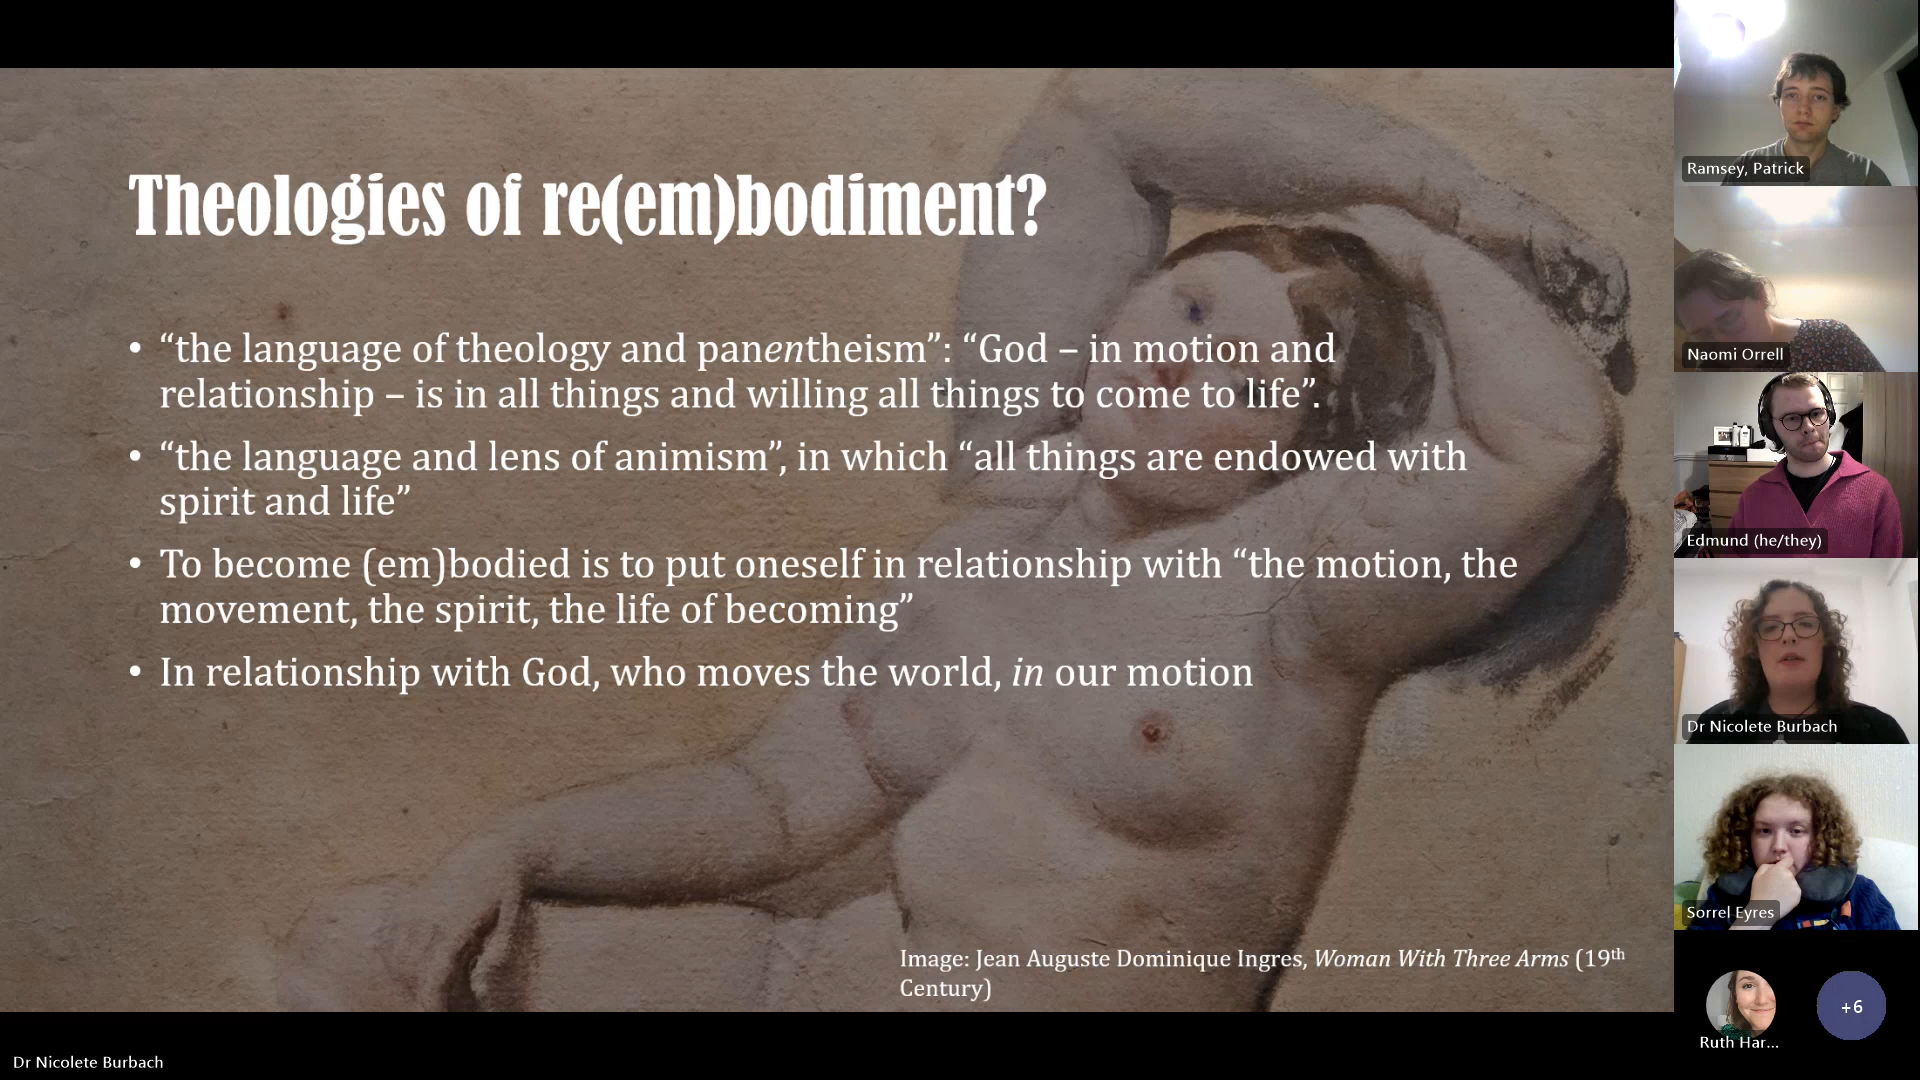 Theologies of re(em)bodiment?
• “the language of theology and panentheism”: “God – in motion and
relationship – is in all things and willing all things to come to life”.
• “the language and lens of animism”, in which “all things are endowed with
spirit and life”
• To become (em)bodied is to put oneself in relationship with “the motion, the
movement, the spirit, the life of becoming”
• In relationship with God, who moves the world, in our motion
Image: Jean Auguste Dominique Ingres, Woman With Three Arms (19th
Century)
Dr Nicolete Burbach
Ramsey, Patrick
Naomi Orrell
Edmund (he/they)
Dr Nicolete Burbach
Sorrel Eyres
Ruth Har...
+6